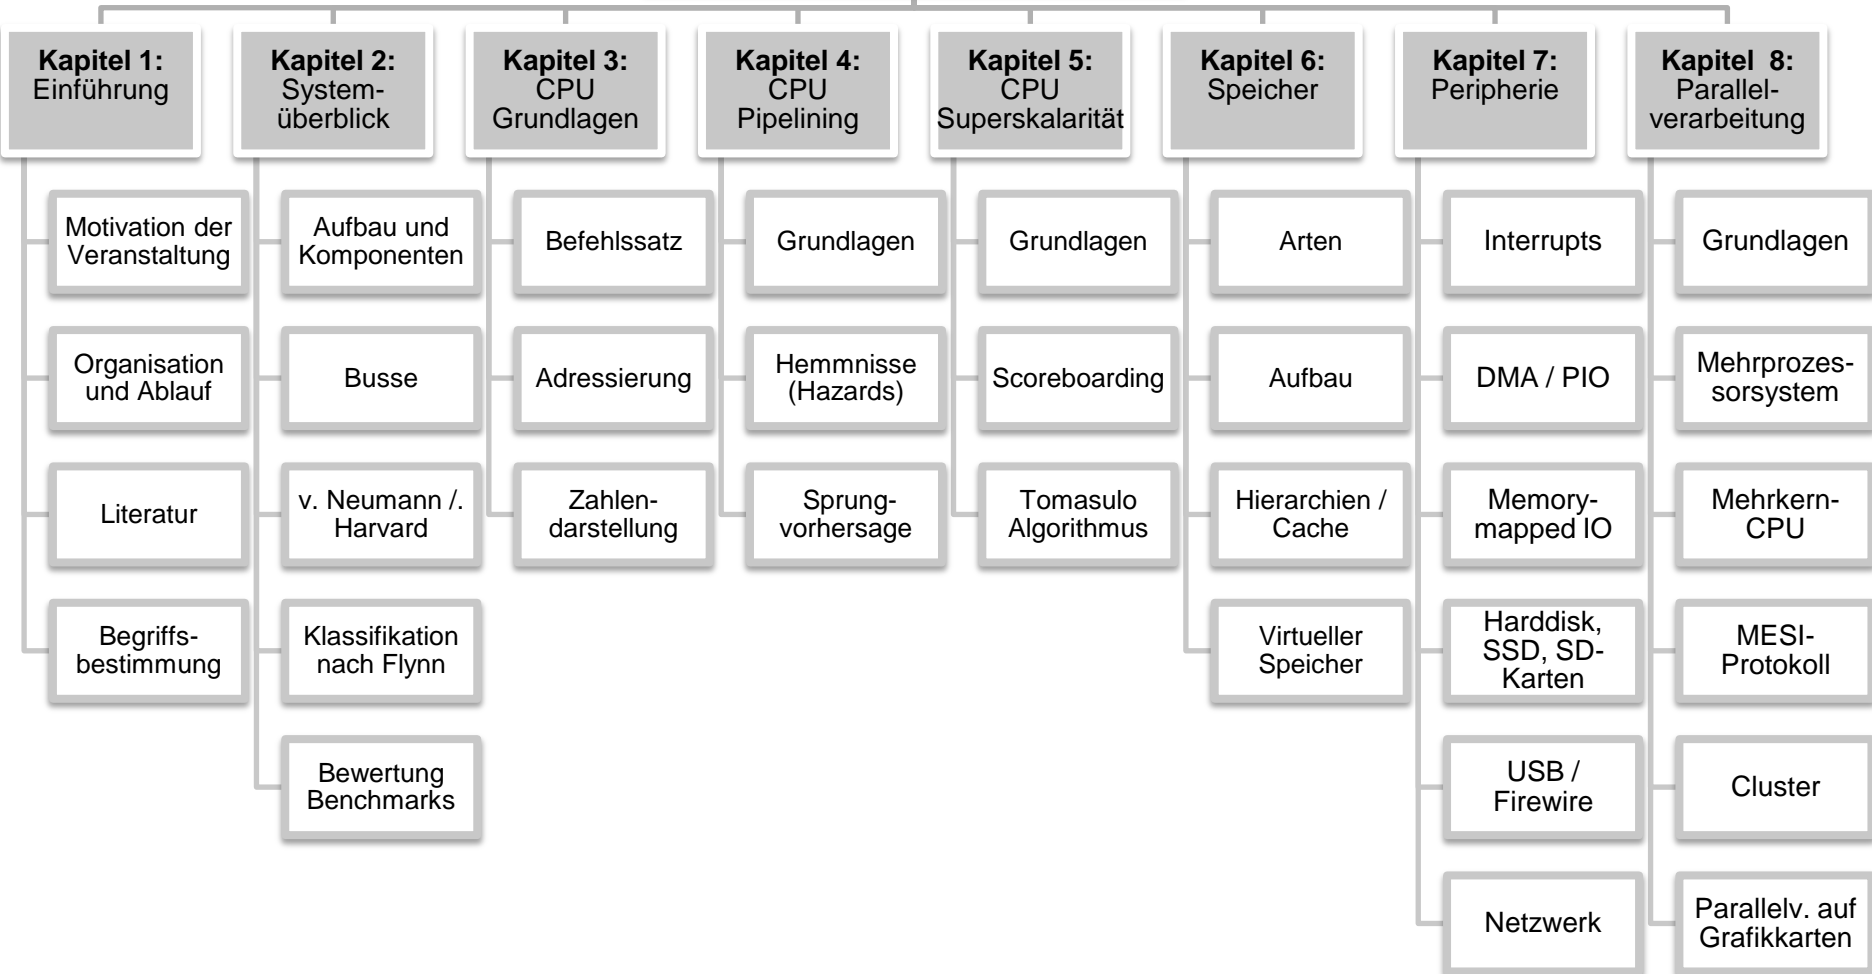 Kapitel 1:
Einführung
Motivation der
Veranstaltung
Organisation
und Ablauf
Literatur
Begriffs-
bestimmung
Kapitel 2:
System-
überblick
Aufbau und
Komponenten
Busse
v. Neumann /.
Harvard
Klassifikation
nach Flynn
Bewertung
Benchmarks
Kapitel 3:
CPU
Grundlagen
Befehlssatz
Adressierung
Zahlen-
darstellung
Kapitel 4:
CPU
Pipelining
Grundlagen
Hemmnisse
(Hazards)
Sprung-
vorhersage
Kapitel 5:
CPU
Superskalarität
Grundlagen
Scoreboarding
Tomasulo
Algorithmus
Kapitel 6:
Speicher
Arten
Aufbau
Hierarchien /
Cache
Virtueller
Speicher
Kapitel 7:
Peripherie
Interrupts
DMA / PIO
Memory-
mapped IO
Harddisk,
SSD, SD-
Karten
USB /
Firewire
Netzwerk
Kapitel 8:
Parallel-
verarbeitung
Grundlagen
Mehrprozes-
sorsystem
Mehrkern-
CPU
MESI-
Protokoll
Cluster
Parallelv. auf
Grafikkarten